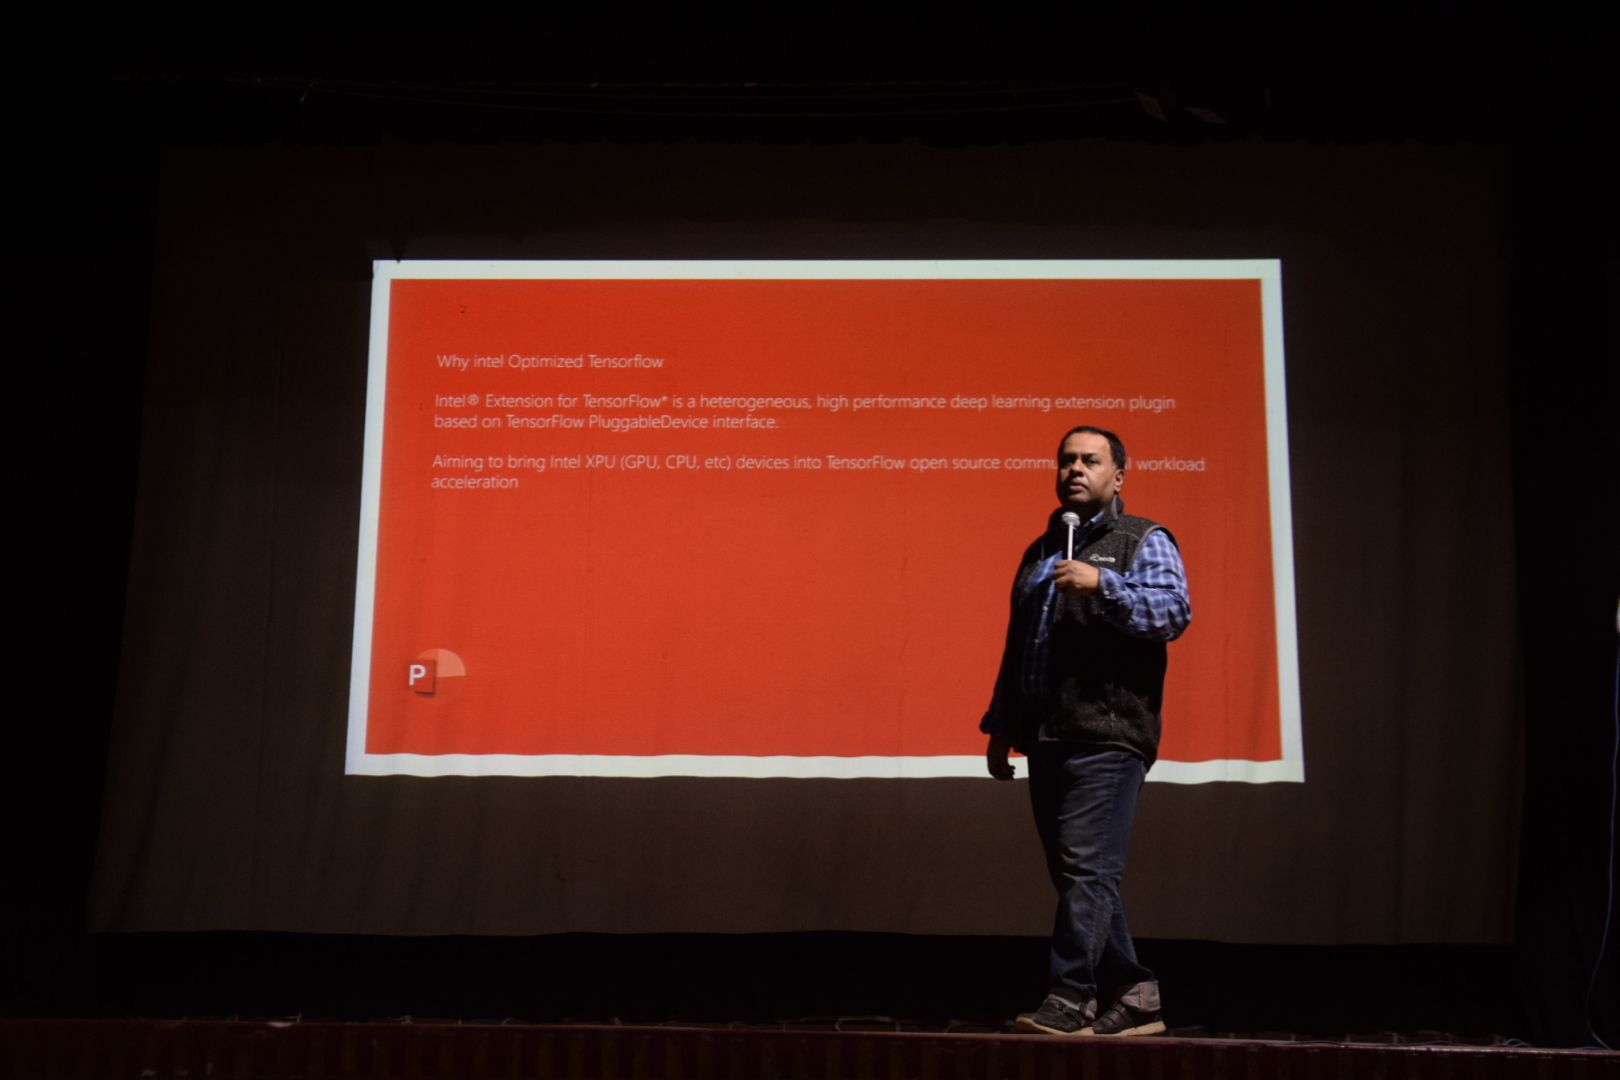 Why intel Optimized Tensorflow
Intel® Extension for TensorFlow* is a heterogeneous, high performance deep learning extension plugin
based on TensorFlow PluggableDevice interface.
Aiming to bring Intel XPU (GPU, CPU, etc) devices into TensorFlow open source workload
acceleration
P